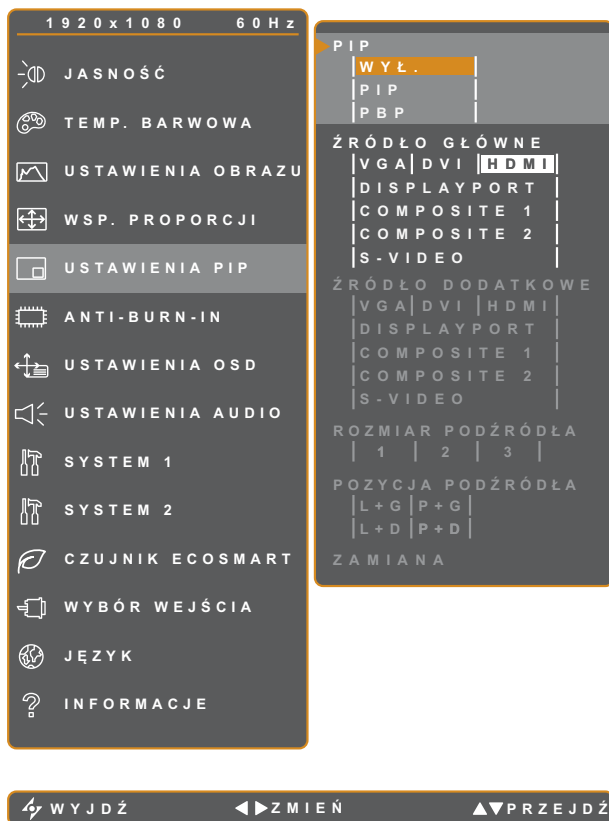 1920x1080 60Hz
JASNOŚĆ
TEMP. BARWOWA
USTAWIENIA OBRAZU
WSP. PROPORCJI
USTAWIENIA PIP
ANTI-BURN-IN
USTAWIENIA OSD
USTAWIENIA AUDIO
SYSTEM 1
SYSTEM 2
CZUJNIK ECOSMART
WYBÓR WEJŚCIA
JĘZYK
INFORMACJE
PIP
WYŁ.
PIP
PBP
ŹRÓDŁO GŁÓWNE
VGA DVI HDMI
DISPLAYPORT
COMPOSITE 1
COMPOSITE 2
S-VIDEO
ŹRÓDŁO DODATKOWE
VGA DVI HDMI
DISPLAYPORT
COMPOSITE 1
COMPOSITE 2
S-VIDEO
ROZMIAR PODŹRÓDŁA
1 2 3
POZYCJA PODŹRÓDŁA
L+G P+G
L+D P+D
ZAMIANA
WYJDŹ ZMIEŃ PRZEJDŹ